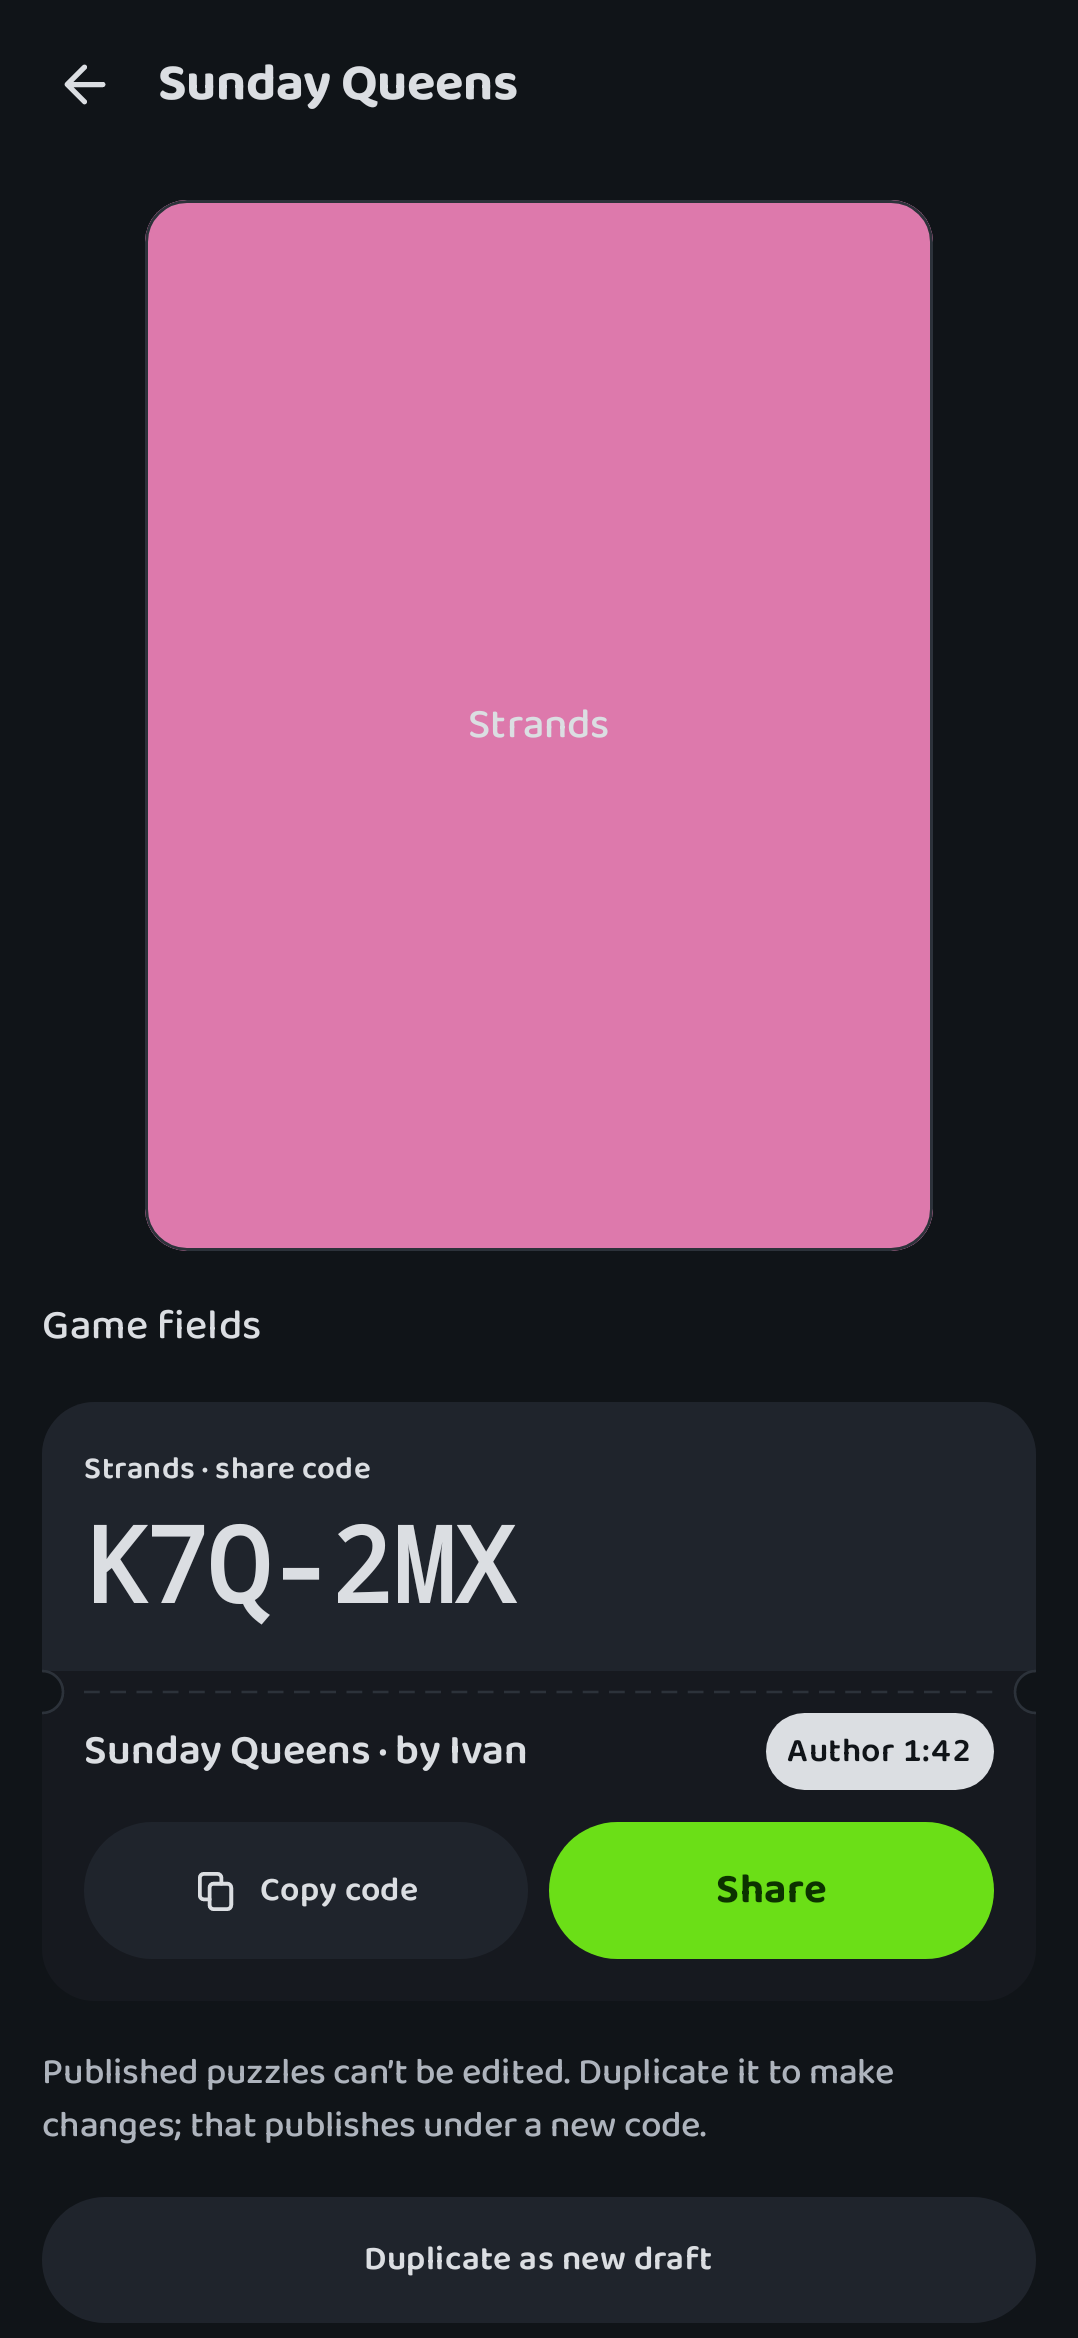 Sunday Queens
Strands
Game fields
Strands · share code
K7Q-2MX
Sunday Queens · by Ivan
Author 1:42
Copy code
Share
Published puzzles can't be edited. Duplicate it to make
changes; that publishes under a new code.
Duplicate as new draft